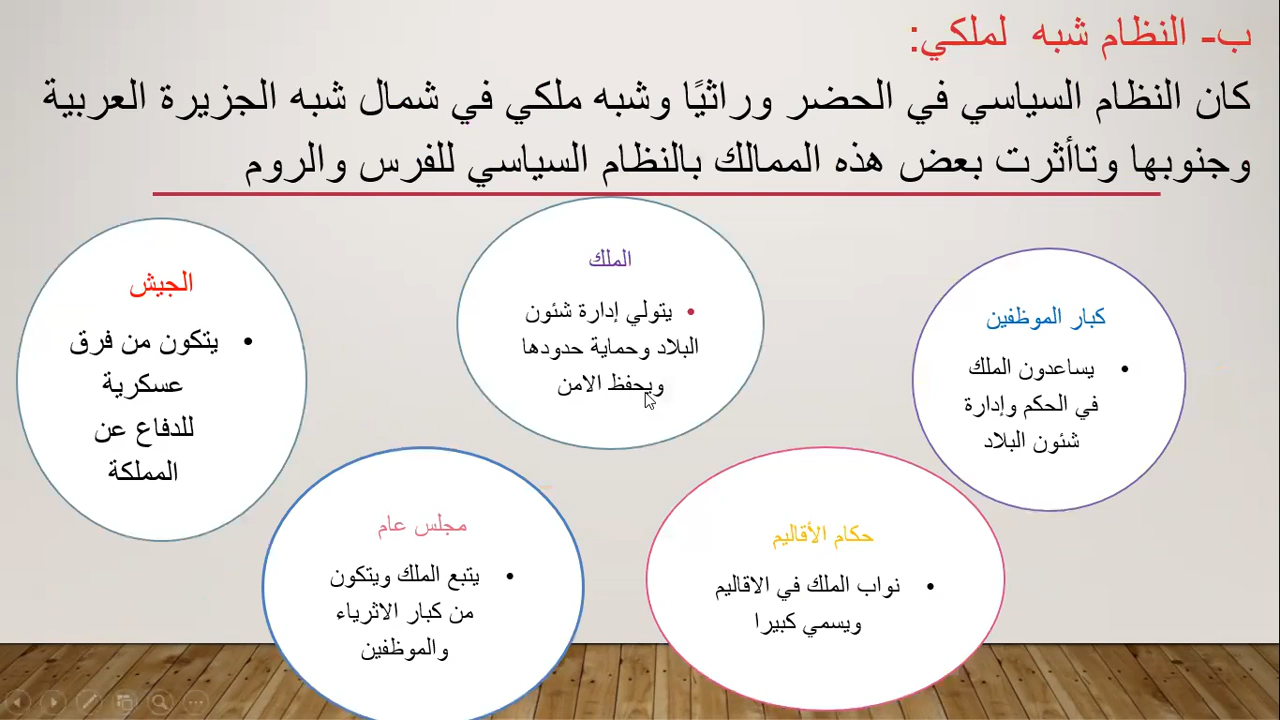 ب- النظام شبه لملكي:
كان النظام السياسي في الحضر وراثيًا وشبه ملكي في شمال شبه الجزيرة العربية
وجنوبها وتاأثرت بعض هذه الممالك بالنظام السياسي للفرس والروم
كبار الموظفين
• يساعدون الملك
في الحكم وإدارة
شئون البلاد
الملك
• يتولي إدارة شئون
البلاد وحماية حدودها
ويحفظ الامن
الجيش
• يتكون من فرق
عسكرية
للدفاع عن
المملكة
حكام الأقاليم
• نواب الملك في الاقاليم
ويسمي كبيرا
مجلس عام
• يتبع الملك ويتكون
من كبار الاثرياء
والموظفين